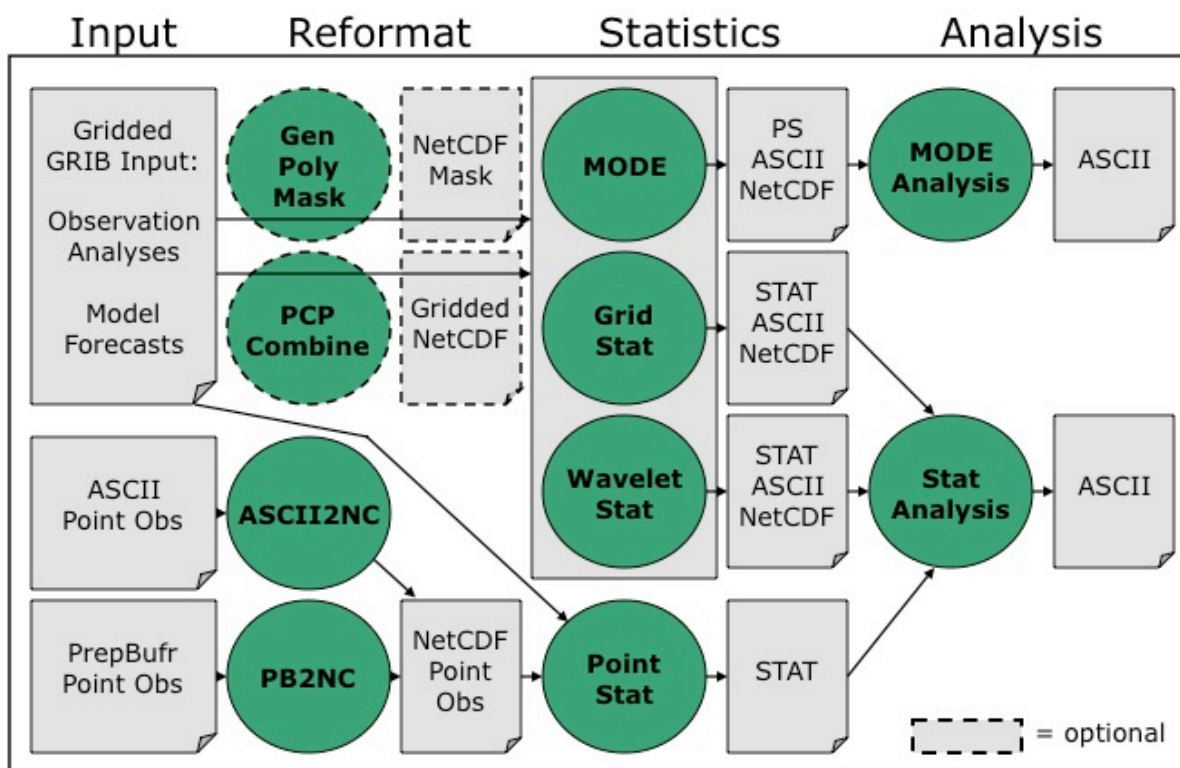 Input
Reformat
Statistics
Analysis
Gridded
GRIB Input:
Observation
Analyses
Model
Forecasts
Gen
Poly
Mask
NetCDF
Mask
PCP
Combine
Gridded
NetCDF
MODE
PS
ASCII
NetCDF
MODE
Analysis
ASCII
Grid
Stat
STAT
ASCII
NetCDF
Wavelet
Stat
STAT
ASCII
NetCDF
Stat
Analysis
ASCII
ASCII
Point Obs
ASCII2NC
PrepBufr
Point Obs
PB2NC
NetCDF
Point
Obs
Point
Stat
STAT
= optional